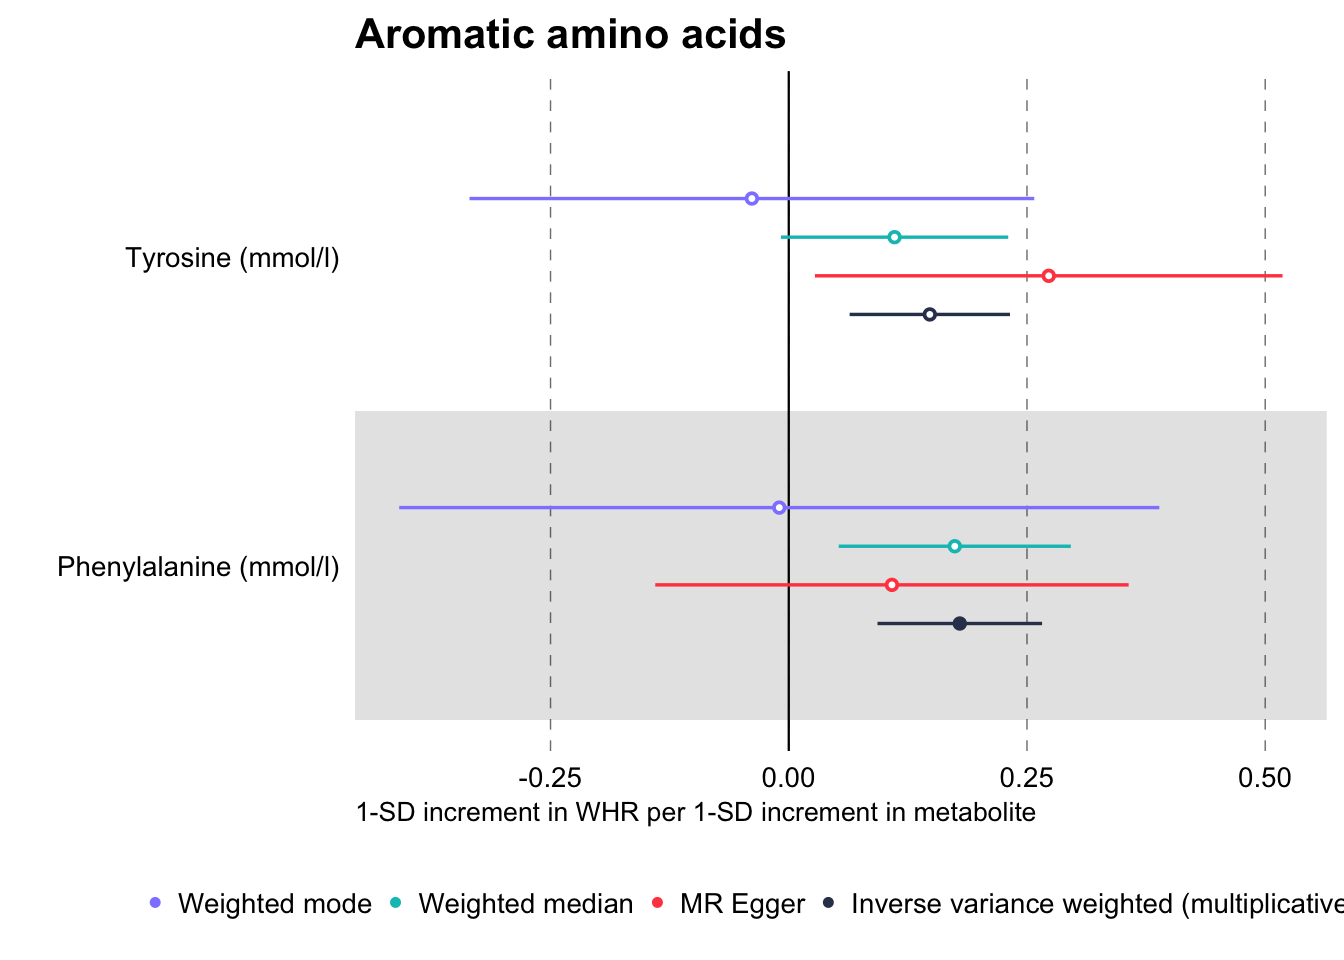 Aromatic amino acids
Tyrosine (mmol/l)
Phenylalanine (mmol/l)
-0.25 0.00 0.25 0.50
1-SD increment in WHR per 1-SD increment in metabolite
Weighted mode Weighted median MR Egger Inverse variance weighted (multiplicative